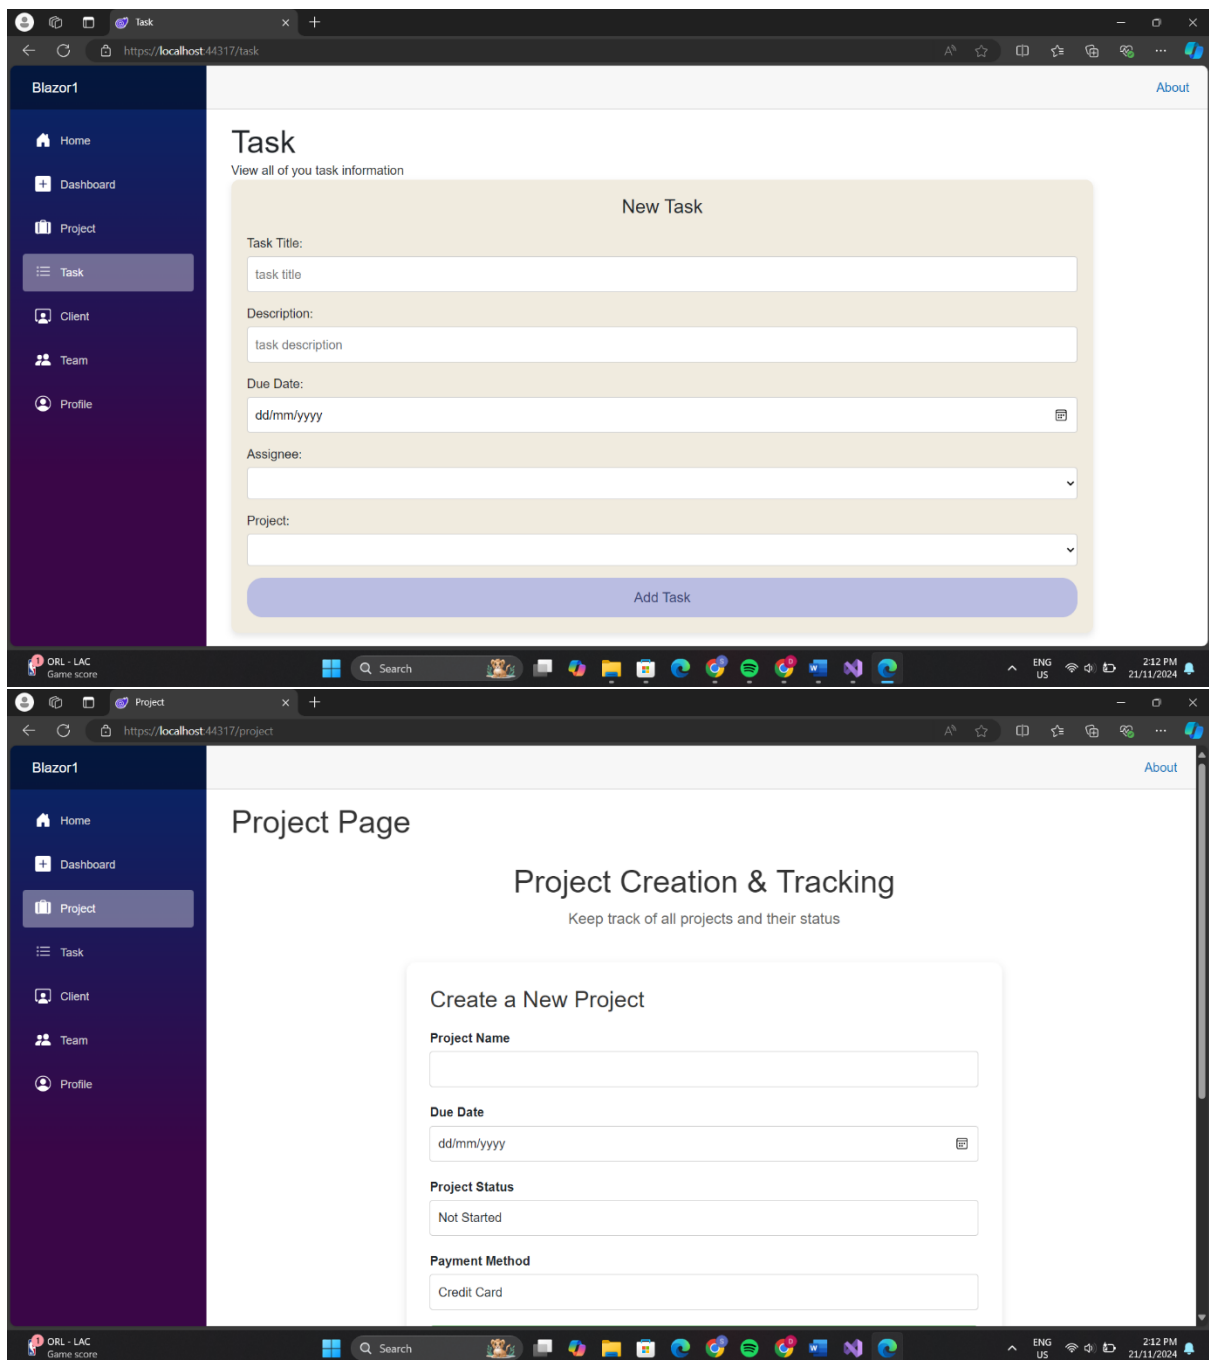 Task
https://localhost:44317/task
Blazor1
About
Home
Dashboard
Project
Task
Client
Team
Profile
Task
View all of you task information
New Task
Task Title:
task title
Description:
task description
Due Date:
dd/mm/yyyy
Assignee:
Project:
Add Task
1
ORL - LAC
Game score
Search
ENG
US
2:12 PM
21/11/2024
Project
https://localhost:44317/project
Blazor1
About
Home
Dashboard
Project
Task
Client
Team
Profile
Project Page
Project Creation & Tracking
Keep track of all projects and their status
Create a New Project
Project Name
Due Date
dd/mm/yyyy
Project Status
Not Started
Payment Method
Credit Card
1
ORL - LAC
Game score
Search
ENG
US
2:12 PM
21/11/2024